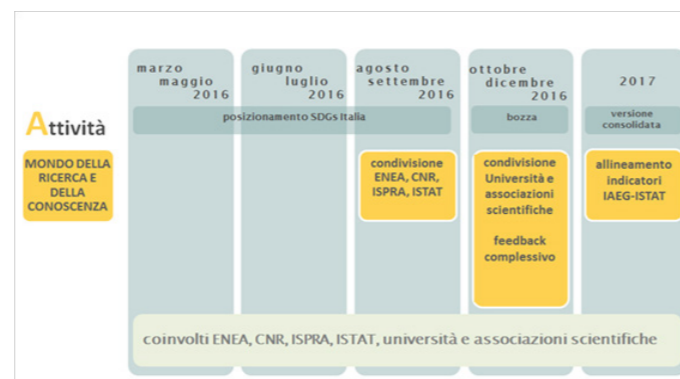 marzo
maggio
2016
giugno
luglio
2016
agosto
settembre
2016
ottobre
dicembre
2016
2017
Attività
posizionamento SDGs Italia
bozza
versione
consolidata
MONDO DELLA
RICERCA E
DELLA
CONOSCENZA
condivisione
ENEA, CNR,
ISPRA, ISTAT
condivisione
Università e
associazioni
scientifiche
feedback
complessivo
allineamento
indicatori
IAEG-ISTAT
coinvolti ENEA, CNR, ISPRA, ISTAT, università e associazioni scientifiche